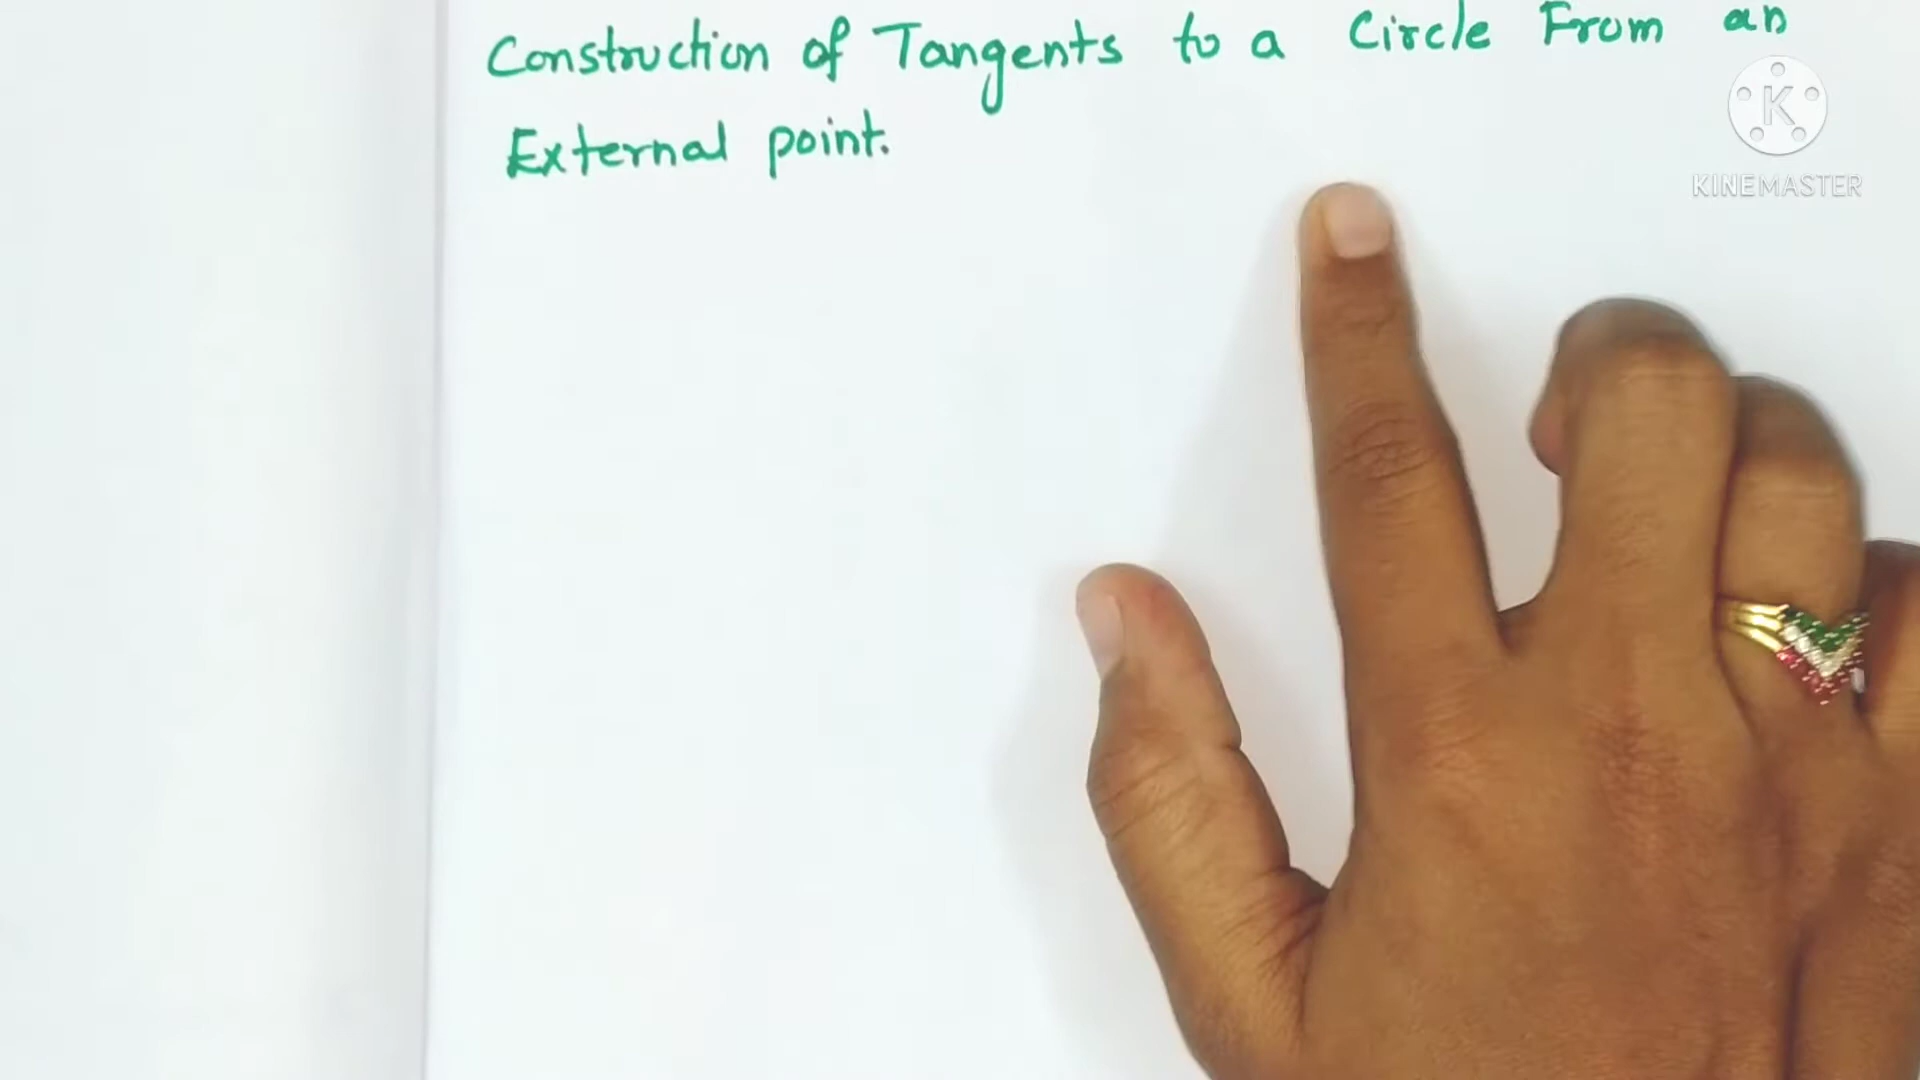 Construction of Tangents to a Circle From an
External point.
K
KINEMASTER